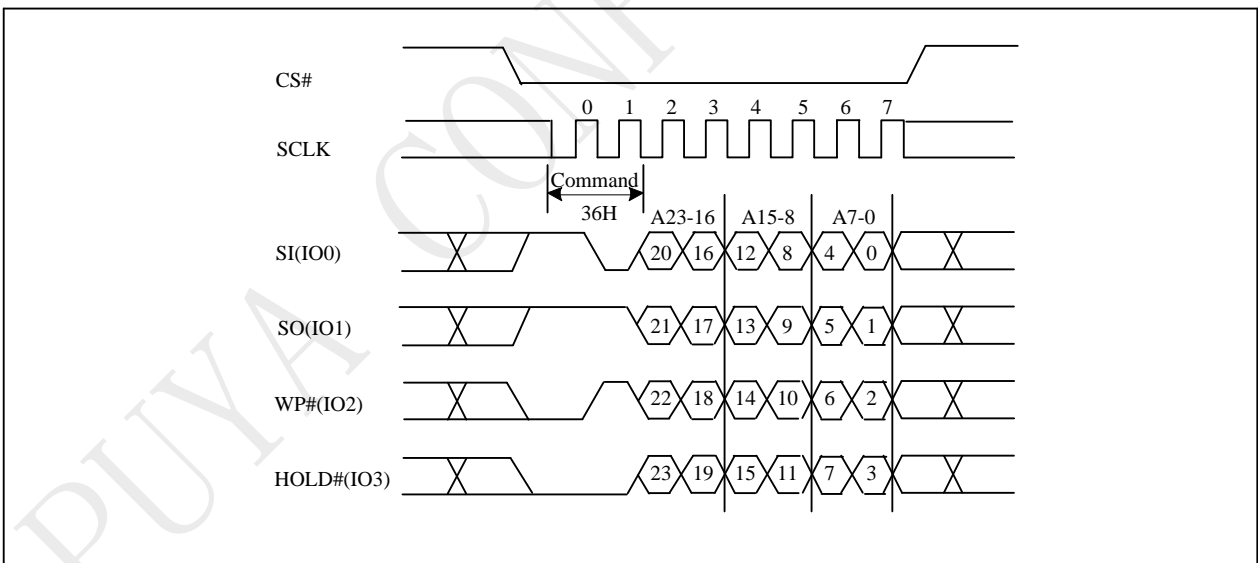 CS#
0 1 2 3 4 5 6 7
SCLK
Command
36H
A23-16 A15-8 A7-0
SI(IO0) 20 16 12 8 4 0
SO(IO1) 21 17 13 9 5 1
WP#(IO2) 22 18 14 10 6 2
HOLD#(IO3) 23 19 15 11 7 3
PUYA CONF